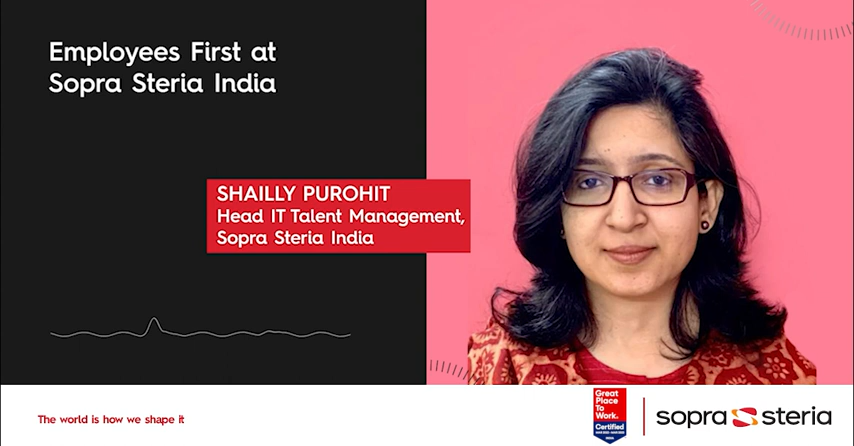 Employees First at
Sopra Steria India
SHAILLY PUROHIT
Head IT Talent Management,
Sopra Steria India
The world is how we shape it
Great
Place
To
Work.
Certified
sopra steria